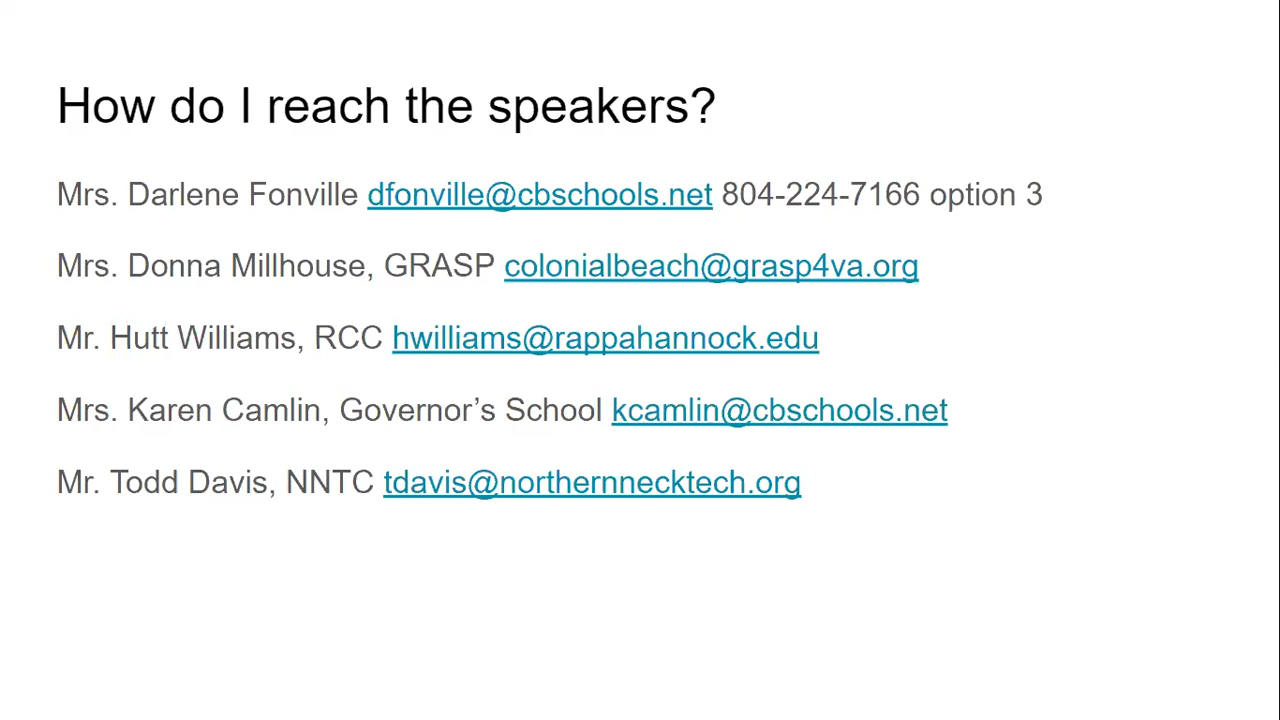 How do I reach the speakers?
Mrs. Darlene Fonville dfonville@cbschools.net 804-224-7166 option 3
Mrs. Donna Millhouse, GRASP colonialbeach@grasp4va.org
Mr. Hutt Williams, RCC hwilliams@rappahannock.edu
Mrs. Karen Camlin, Governor’s School kcamlin@cbschools.net
Mr. Todd Davis, NNTC tdavis@northernnecktech.org